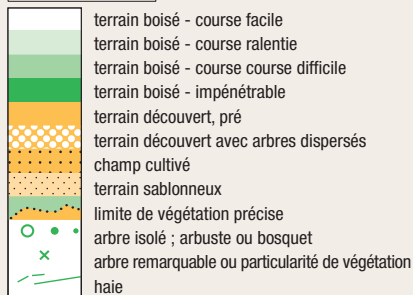 terrain boisé - course facile
terrain boisé - course ralentie
terrain boisé - course course difficile
terrain boisé - impénétrable
terrain découvert, pré
terrain découvert avec arbres dispersés
champ cultivé
terrain sablonneux
limite de végétation précise
arbre isolé ; arbuste ou bosquet
arbre remarquable ou particularité de végétation
haie